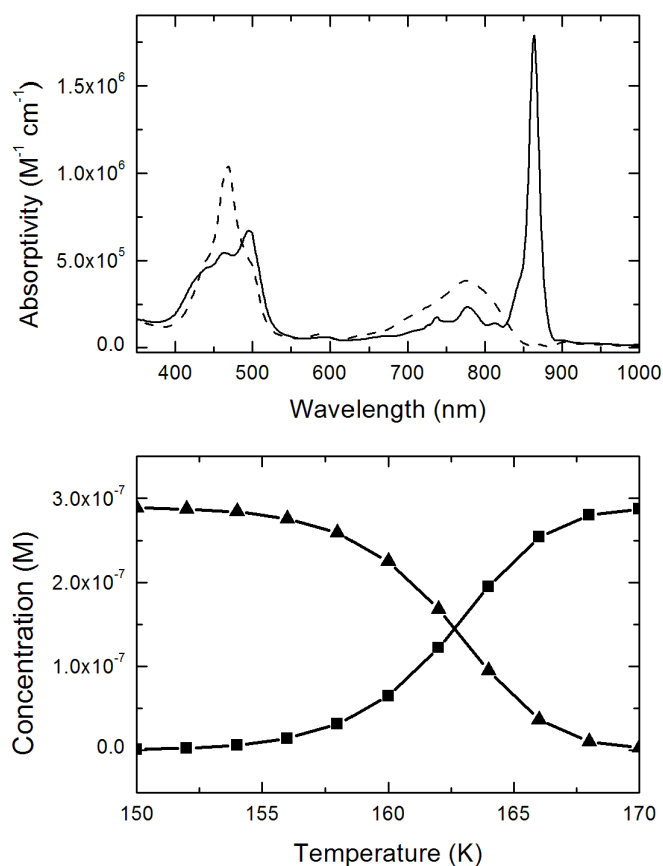 1.5x10⁶
1.0x10⁶
5.0x10⁵
0.0
Absorptivity (M⁻¹ cm⁻¹)
400 500 600 700 800 900 1000
Wavelength (nm)
3.0x10⁻⁷
2.0x10⁻⁷
1.0x10⁻⁷
0.0
Concentration (M)
150 155 160 165 170
Temperature (K)